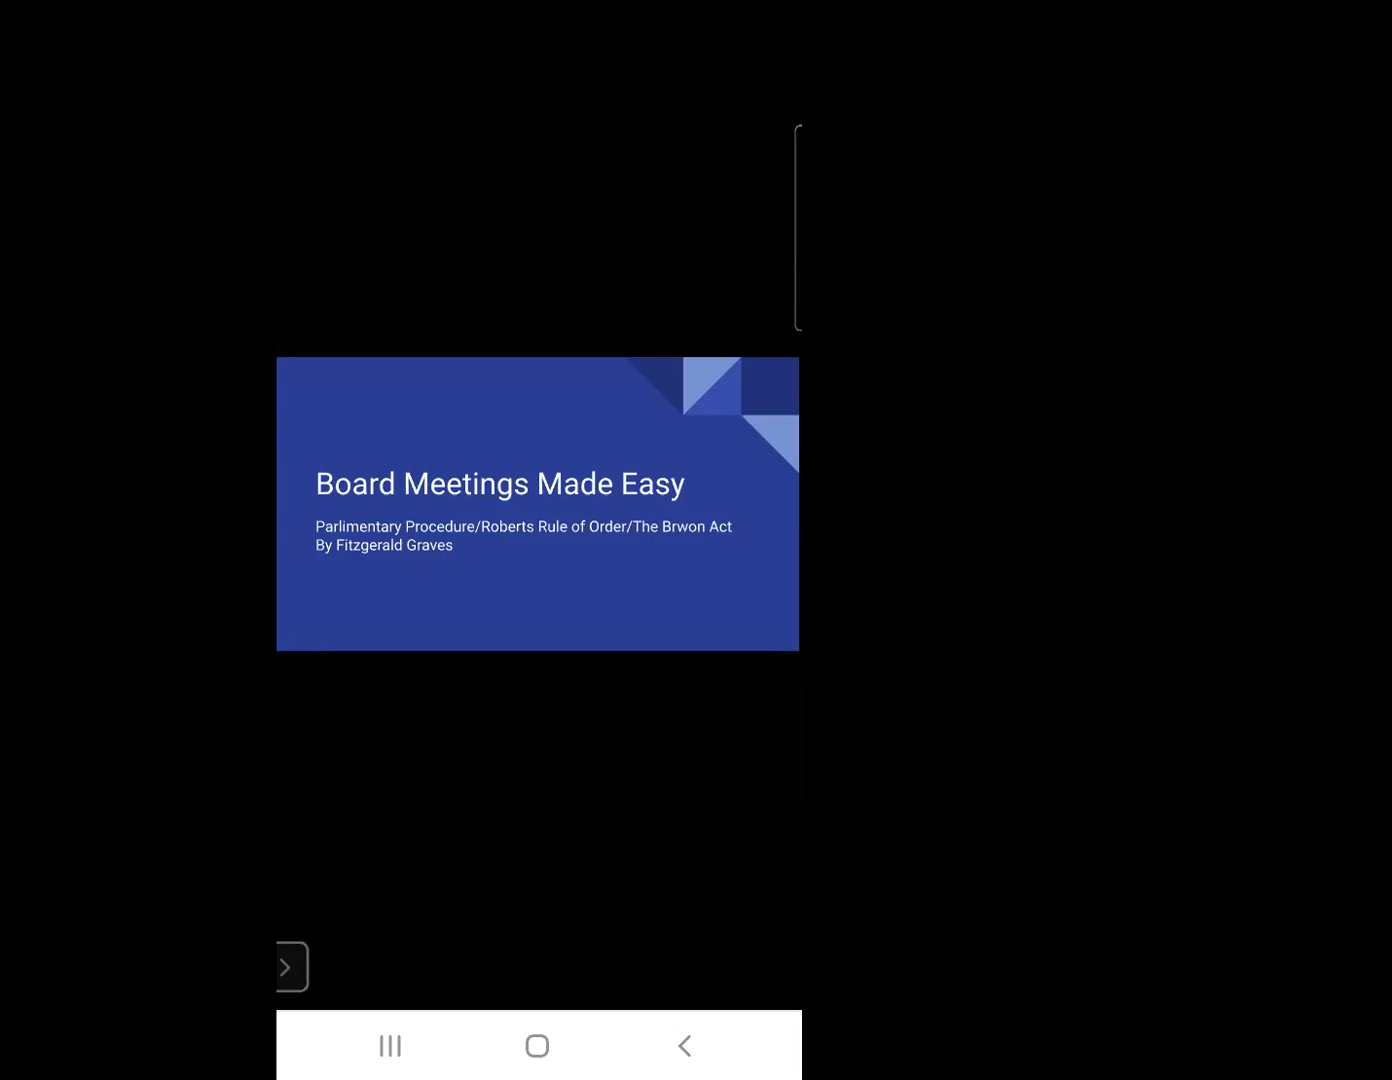 Board Meetings Made Easy
Parlimentary Procedure/Roberts Rule of Order/The Brwon Act
By Fitzgerald Graves